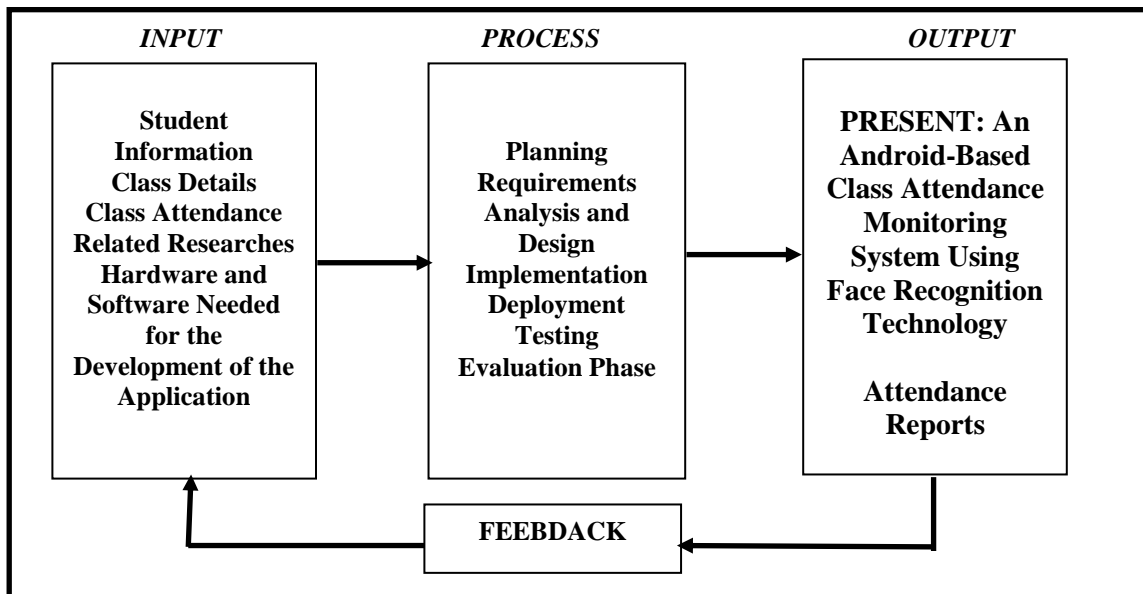 INPUT
PROCESS
OUTPUT
Student
Information
Class Details
Class Attendance
Related Researches
Hardware and
Software Needed
for the
Development of the
Application
Planning
Requirements
Analysis and
Design
Implementation
Deployment
Testing
Evaluation Phase
PRESENT: An
Android-Based
Class Attendance
Monitoring
System Using
Face Recognition
Technology
Attendance
Reports
FEEBDACK